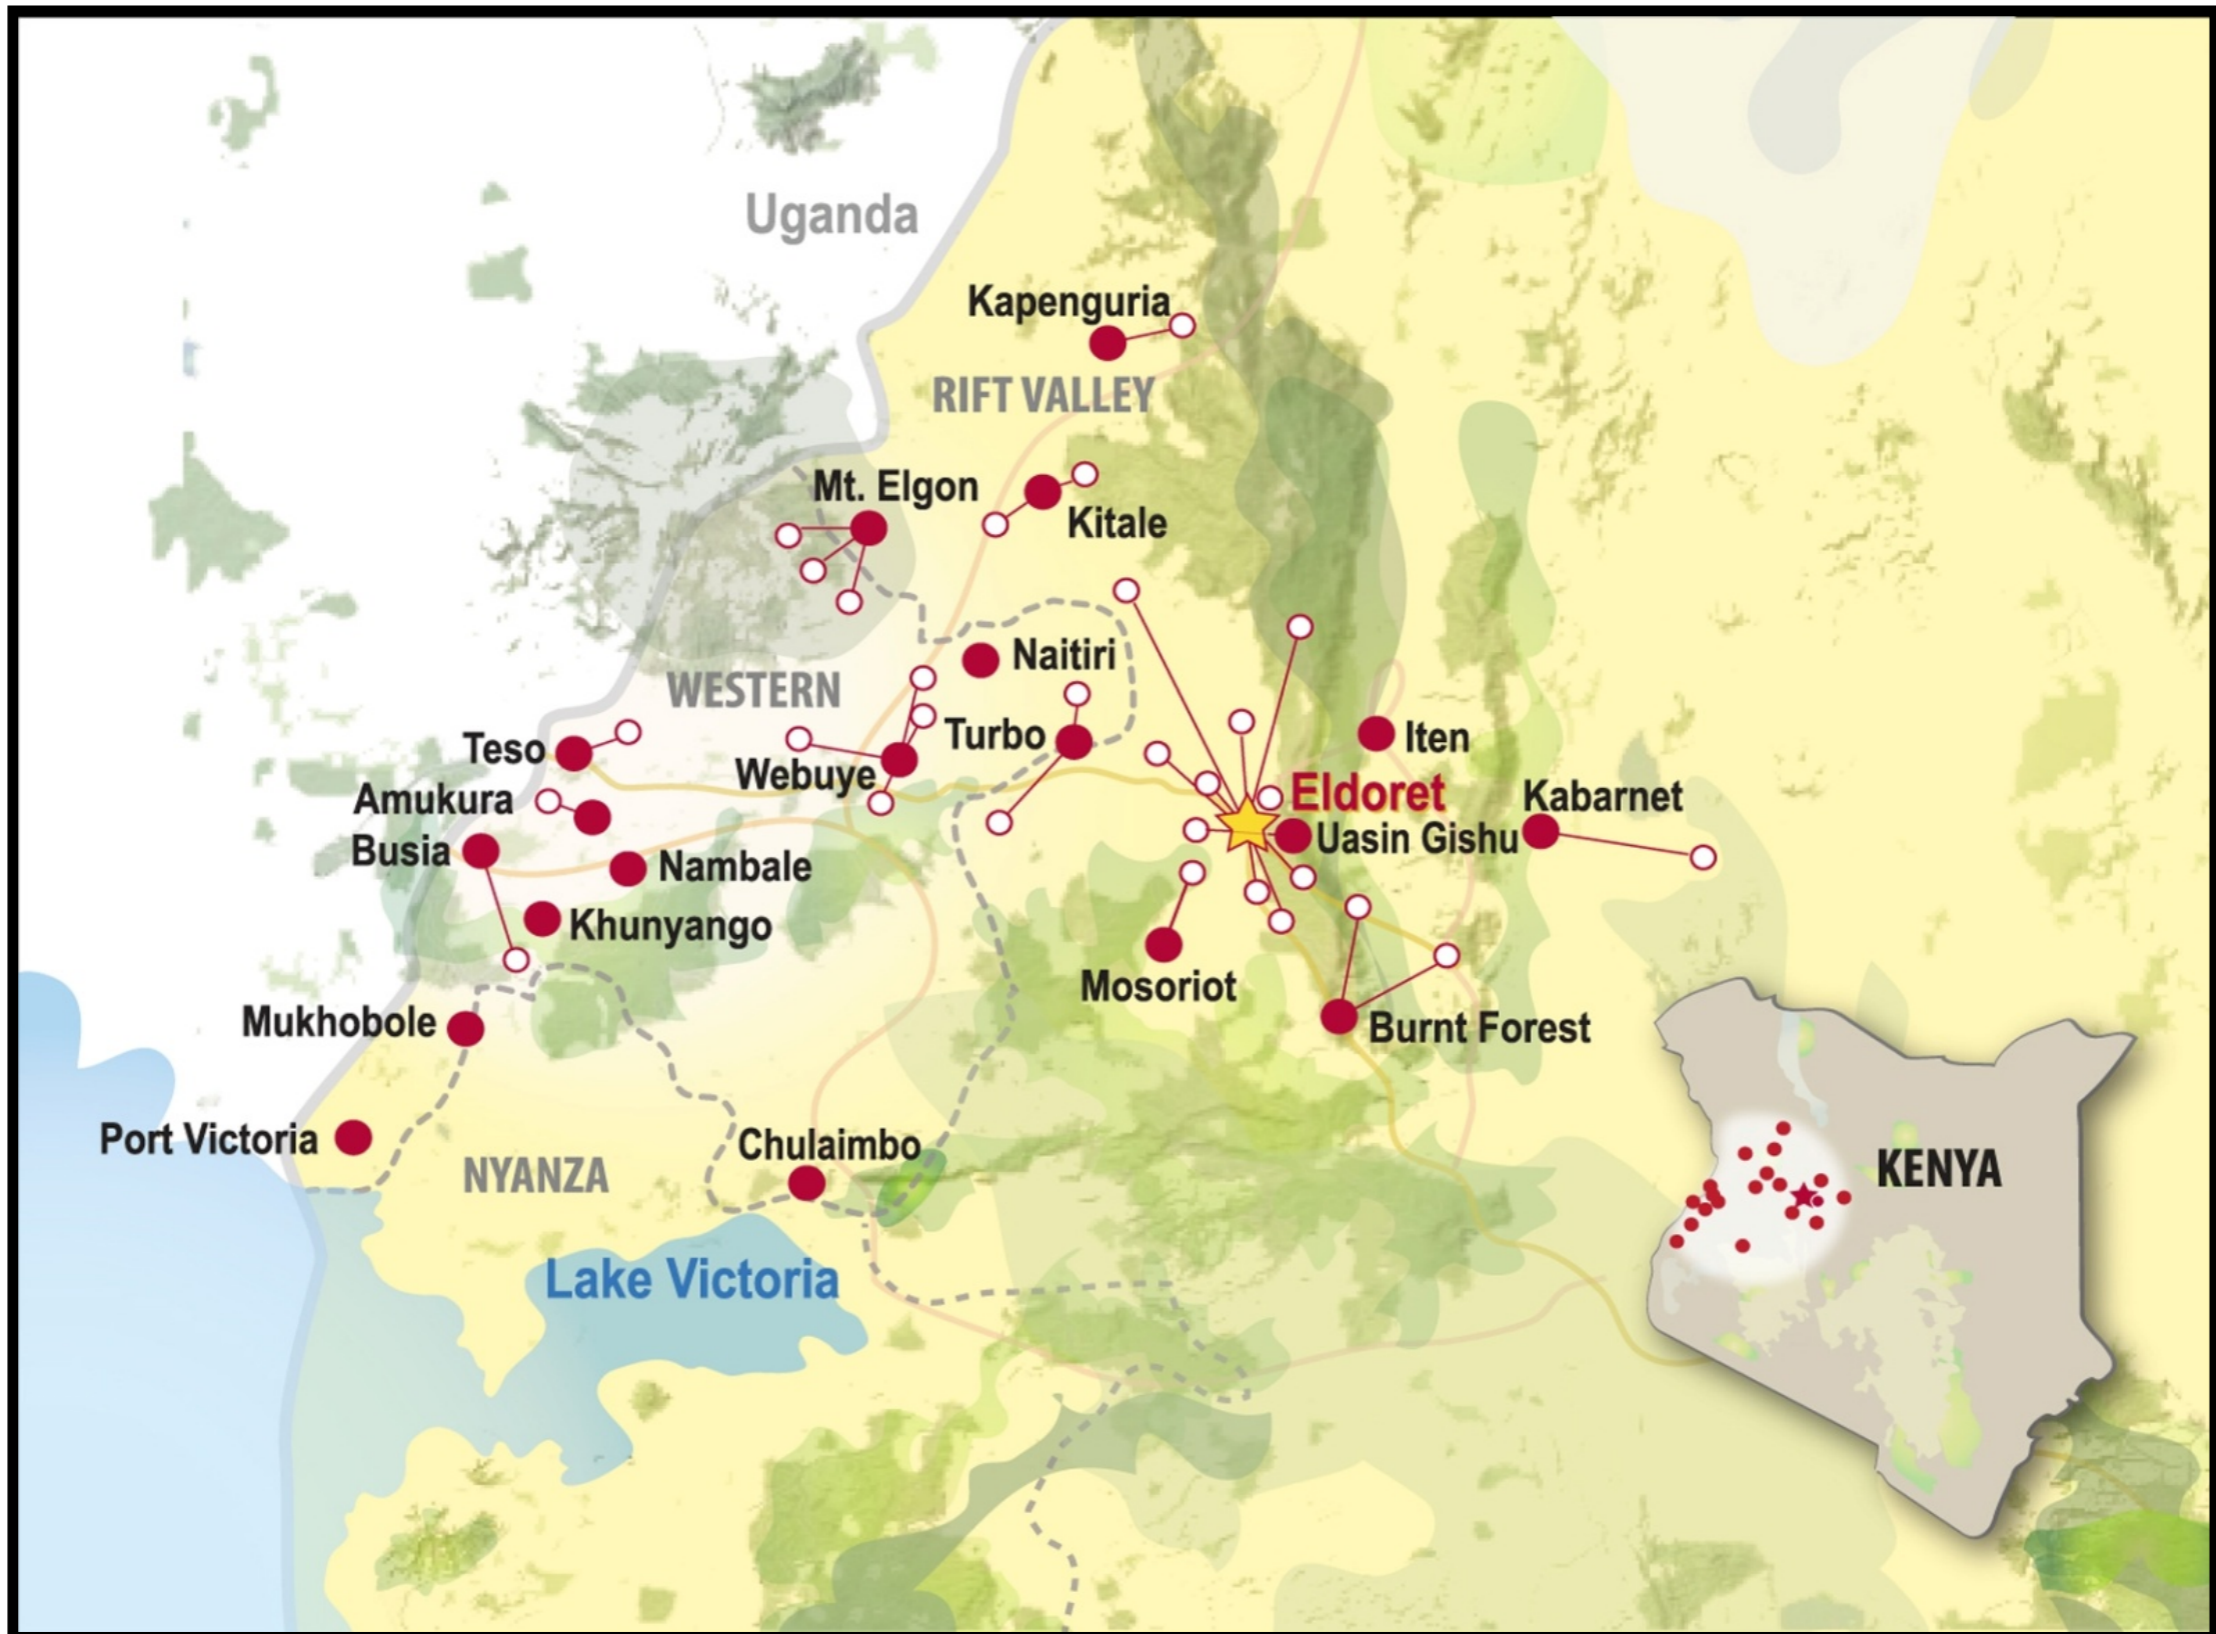 Uganda
Kapenguria
RIFT VALLEY
Mt. Elgon
Kitale
Naitiri
WESTERN
Teso
Turbo
Iten
Webuye
Amukura
Eldoret
Kabarnet
Busia
Uasin Gishu
Nambale
Khunyango
Mosoriot
Mukhobole
Burnt Forest
Port Victoria
Chulaimbo
NYANZA
KENYA
Lake Victoria